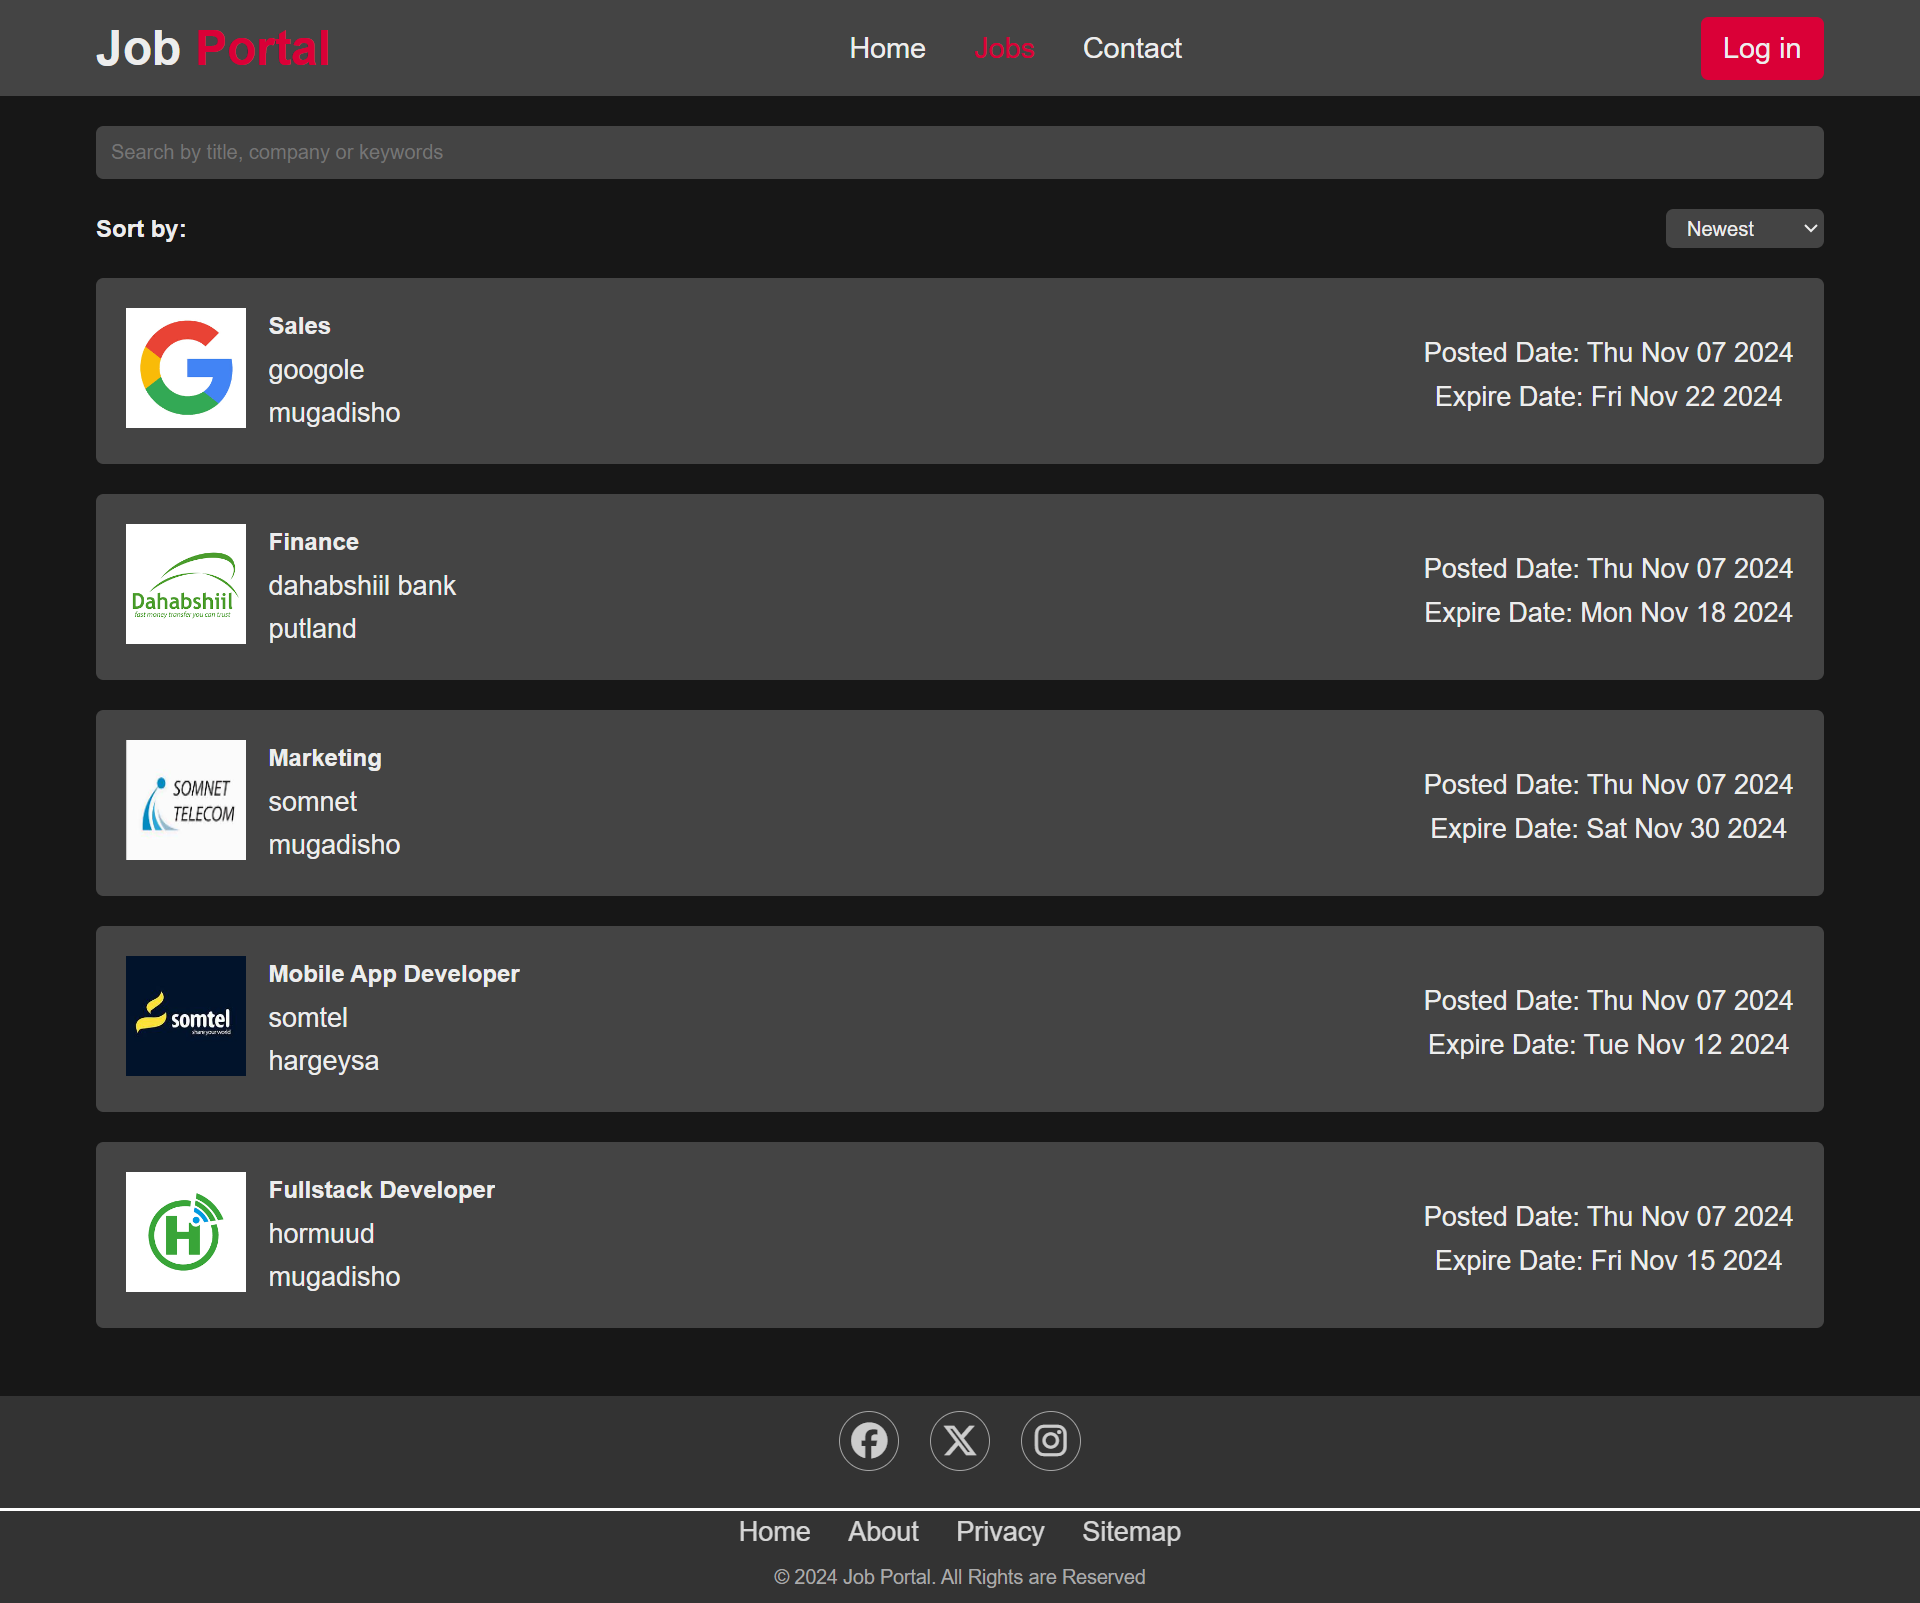 Job Portal
Home Jobs Contact
Log in
Search by title, company or keywords
Sort by:
Newest
Sales
googole
mugadisho
Posted Date: Thu Nov 07 2024
Expire Date: Fri Nov 22 2024
Dahabshiil
fast money transfer you can trust
Finance
dahabshiil bank
putland
Posted Date: Thu Nov 07 2024
Expire Date: Mon Nov 18 2024
SOMNET
TELECOM
Marketing
somnet
mugadisho
Posted Date: Thu Nov 07 2024
Expire Date: Sat Nov 30 2024
somtel
share your world
Mobile App Developer
somtel
hargeysa
Posted Date: Thu Nov 07 2024
Expire Date: Tue Nov 12 2024
H
Fullstack Developer
hormuud
mugadisho
Posted Date: Thu Nov 07 2024
Expire Date: Fri Nov 15 2024
Home About Privacy Sitemap
© 2024 Job Portal. All Rights are Reserved